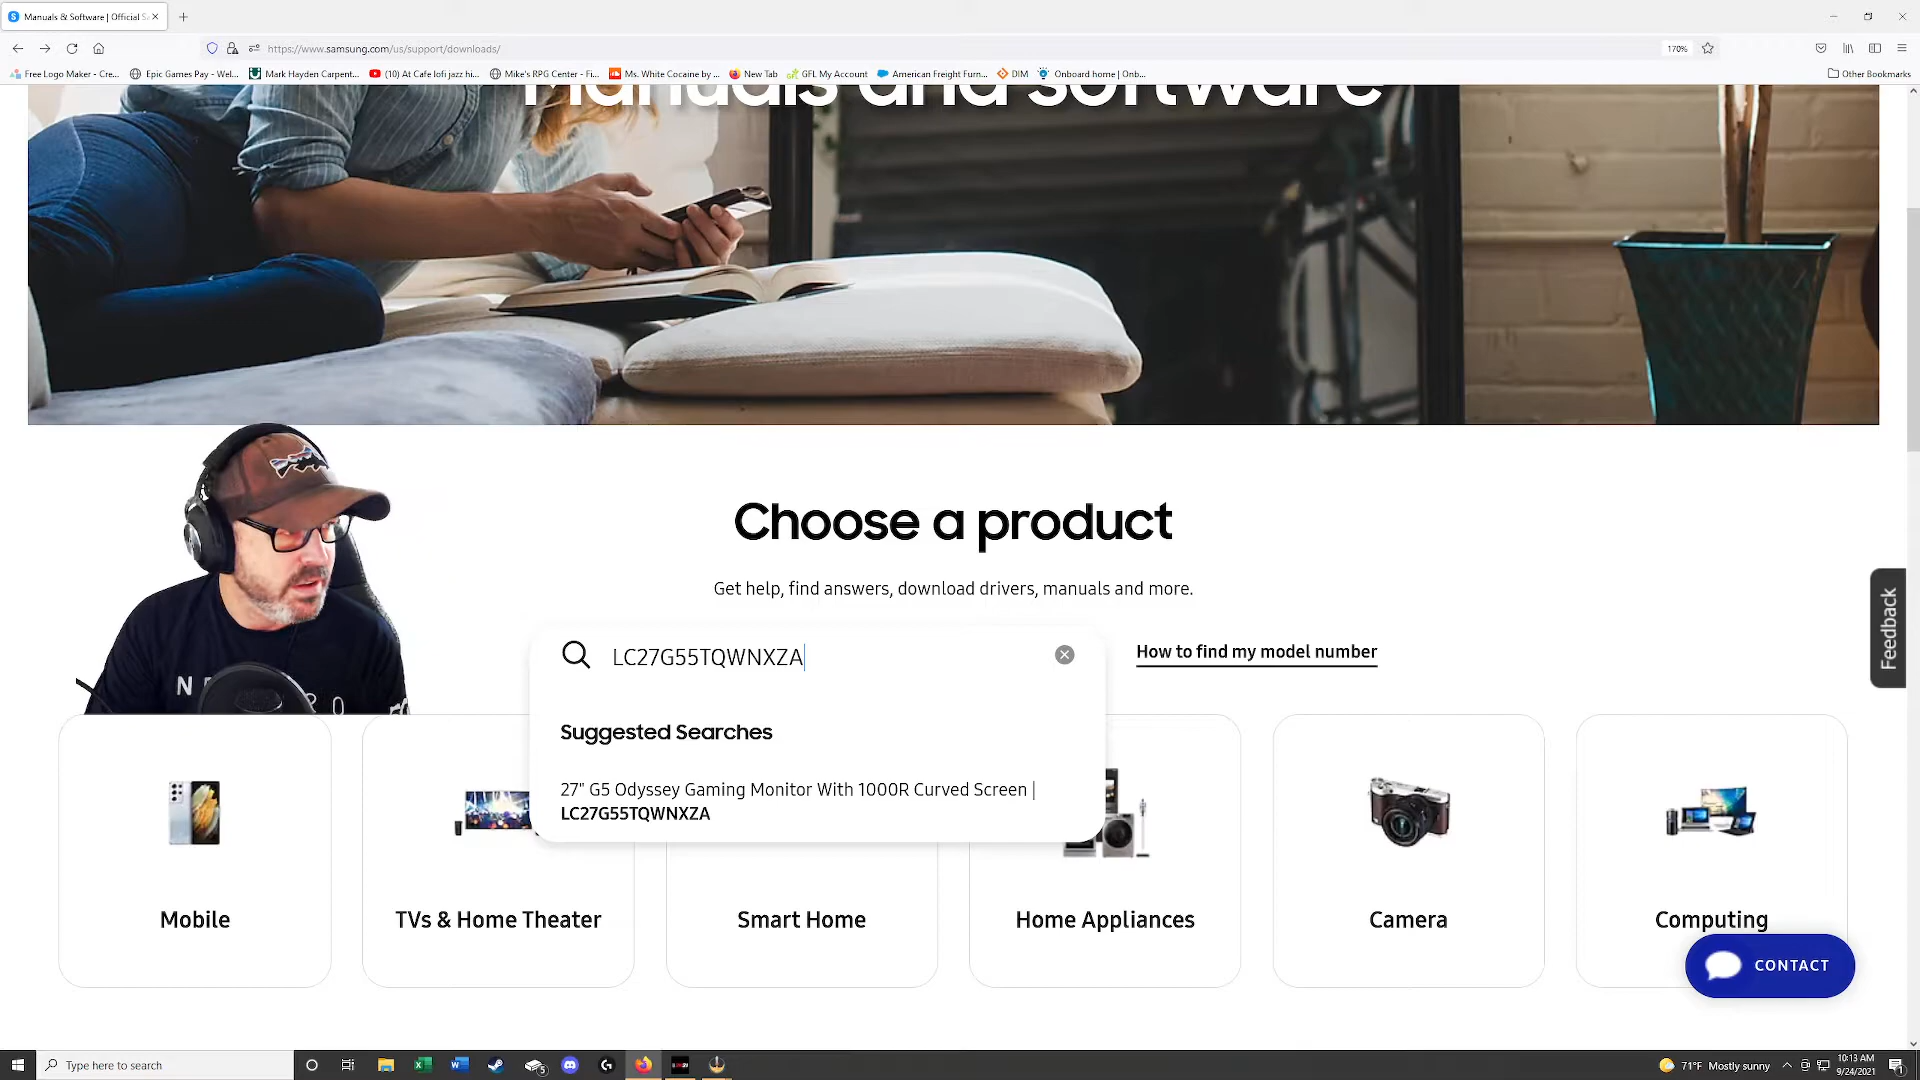 Manuals & Software | Official S
https://www.samsung.com/us/support/downloads/
170%
Free Logo Maker - Cre...
Epic Games Pay - Wel...
Mark Hayden Carpent...
(10) At Cafe lofi jazz hi...
Mike's RPG Center - Fi...
Ms. White Cocaine by ...
New Tab
GFL My Account
American Freight Furn...
DIM
Onboard home | Onb...
Other Bookmarks
Manuals and software
Choose a product
Get help, find answers, download drivers, manuals and more.
LC27G55TQWNXZA
How to find my model number
Suggested Searches
27" G5 Odyssey Gaming Monitor With 1000R Curved Screen |
LC27G55TQWNXZA
Feedback
Mobile
TVs & Home Theater
Smart Home
Home Appliances
Camera
Computing
CONTACT
Type here to search
5
71°F Mostly sunny
10:13 AM
9/24/2021
1